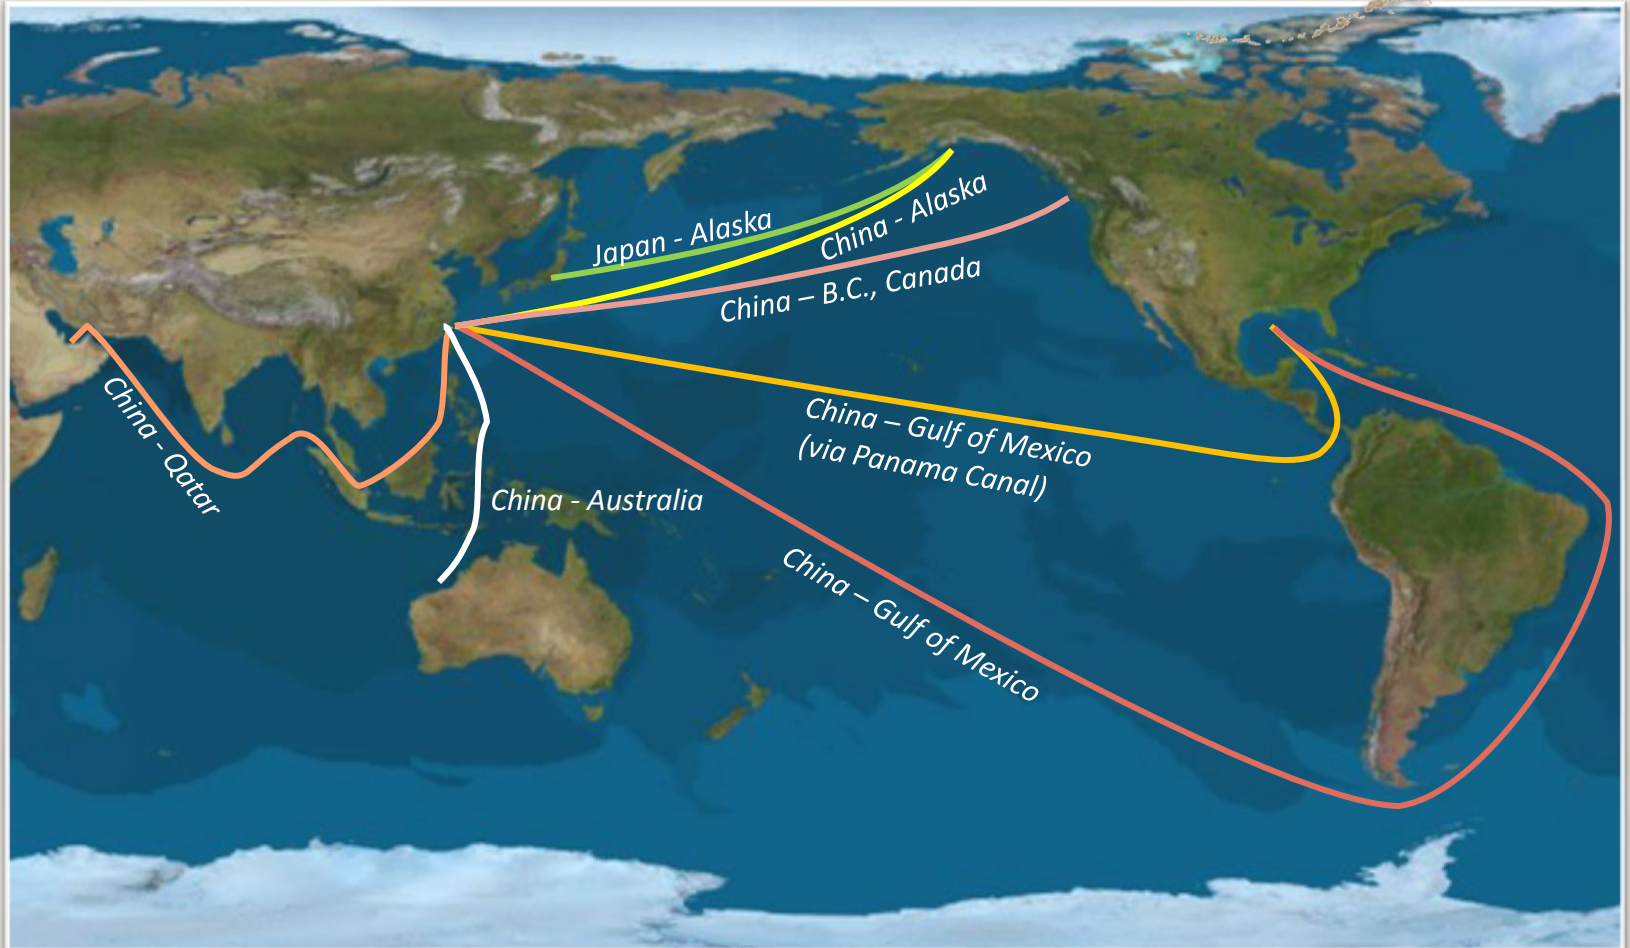 Japan - Alaska
China - Alaska
China – B.C., Canada
China – Gulf of Mexico
(via Panama Canal)
China - Qatar
China - Australia
China – Gulf of Mexico